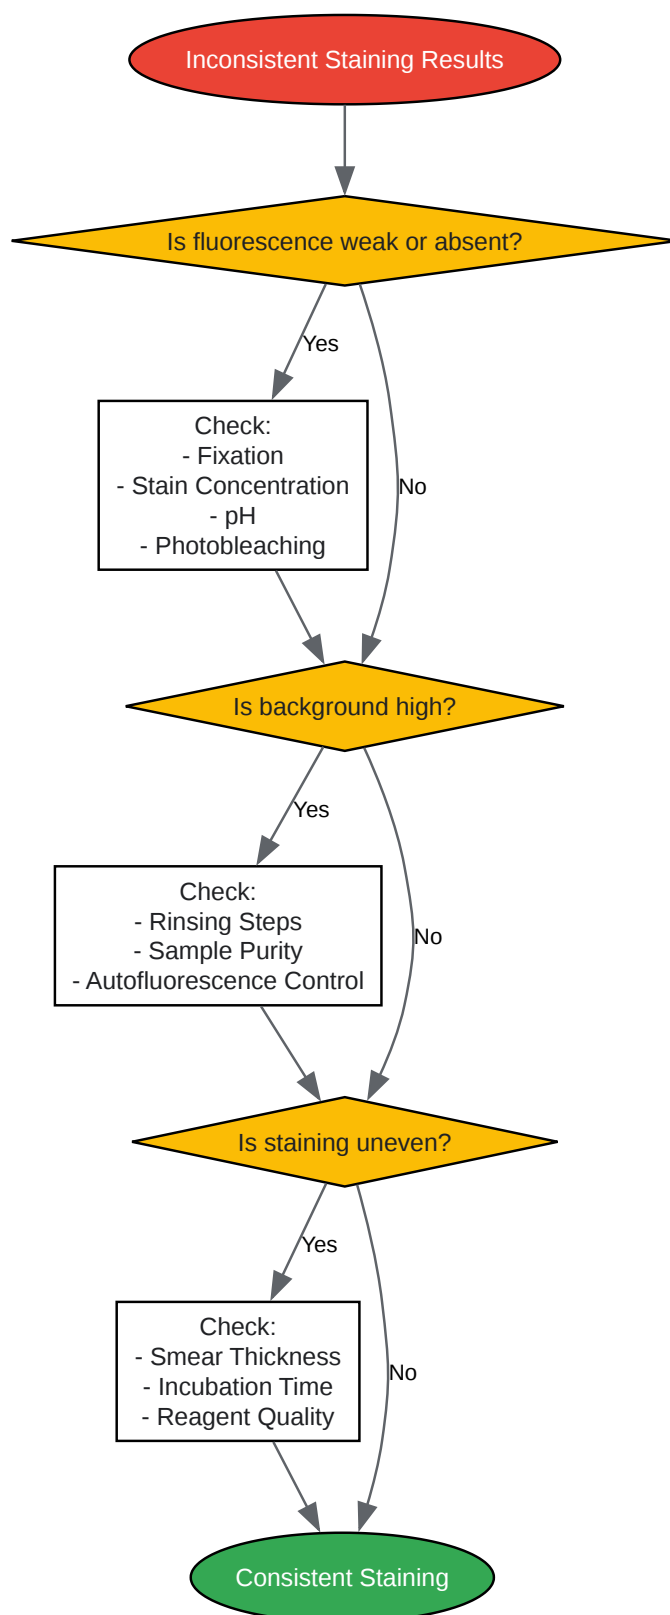 Inconsistent Staining Results
Is fluorescence weak or absent?
Yes
Check:
- Fixation
- Stain Concentration
- pH
- Photobleaching
No
Is background high?
Yes
Check:
- Rinsing Steps
- Sample Purity
- Autofluorescence Control
No
Is staining uneven?
Yes
Check:
- Smear Thickness
- Incubation Time
- Reagent Quality
No
Consistent Staining